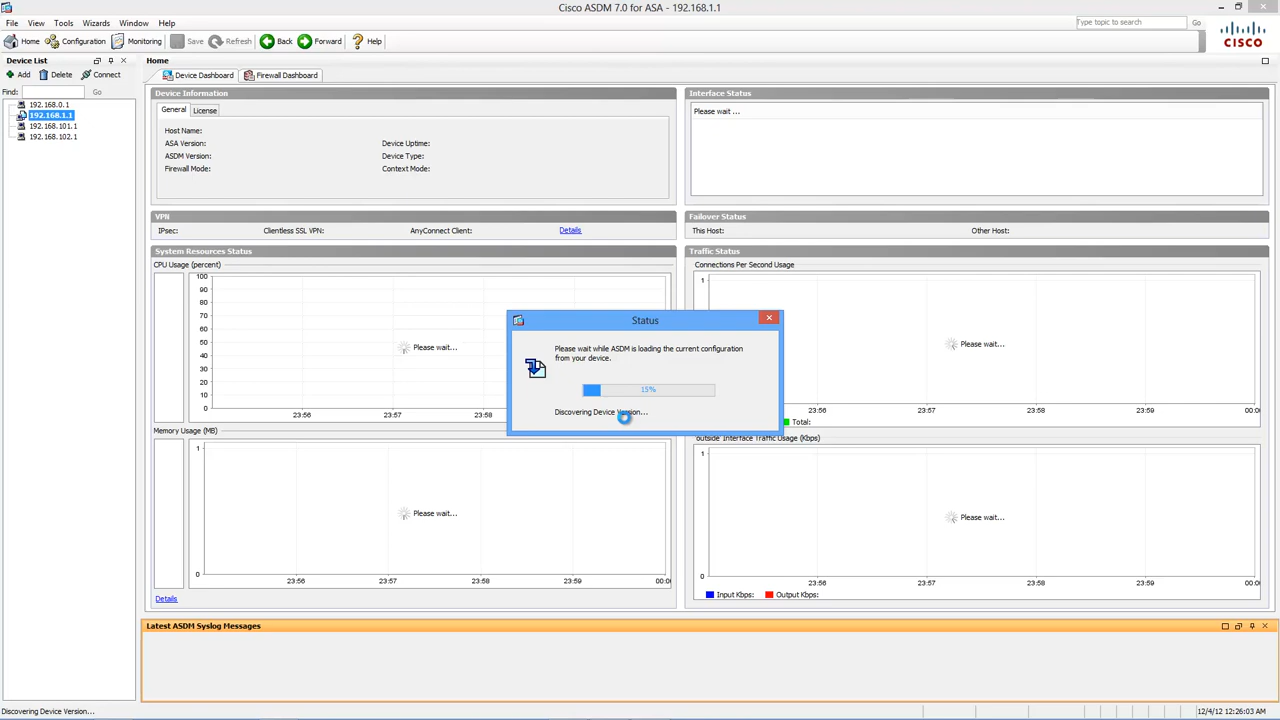 Cisco ASDM 7.0 for ASA - 192.168.1.1
File View Tools Wizards Window Help
Type topic to search Go
Home Configuration Monitoring Save Refresh Back Forward Help
CISCO
Device List
Add Delete Connect
Find: Go
192.168.0.1
192.168.1.1
192.168.101.1
192.168.102.1
Home
Device Dashboard Firewall Dashboard
Device Information
General License
Host Name:
ASA Version: Device Uptime:
ASDM Version: Device Type:
Firewall Mode: Context Mode:
Interface Status
Please wait ...
VPN
IPsec: Clientless SSL VPN: AnyConnect Client: Details
Failover Status
This Host: Other Host:
System Resources Status
CPU Usage (percent)
100
90
80
70
60
50
40
30
20
10
0
Please wait...
23:56 23:57 23:58
Memory Usage (MB)
1
Please wait...
0
23:56 23:57 23:58 23:59 00:0
Details
Traffic Status
Connections Per Second Usage
1
Please wait...
23:56 23:57 23:58 23:59 00:0
Total:
outside Interface Traffic Usage (Kbps)
1
Please wait...
0
23:56 23:57 23:58 23:59 00:0
Input Kbps: Output Kbps:
Status
Please wait while ASDM is loading the current configuration
from your device.
15%
Discovering Device Version...
Latest ASDM Syslog Messages
Discovering Device Version...
12/4/12 12:26:03 AM